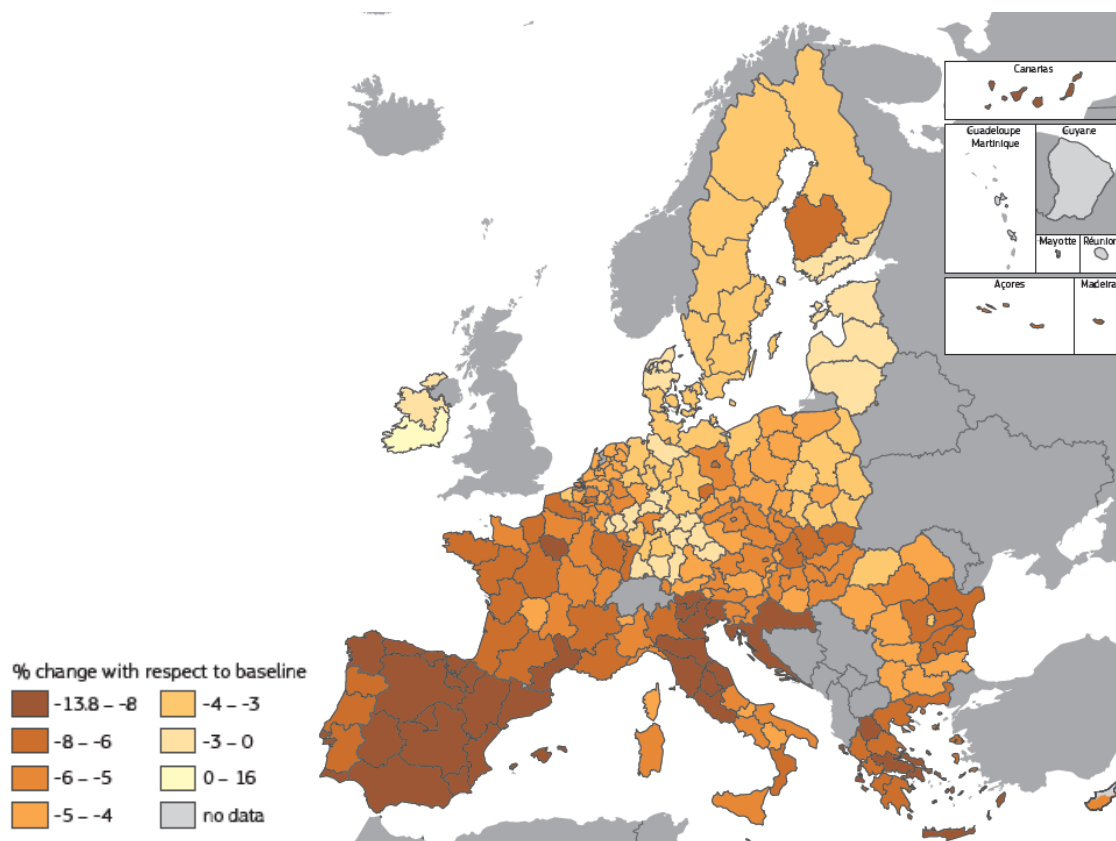 Canarias
Guadeloupe
Martinique
Guyane
Mayotte
Réunion
Açores
Madeira
% change with respect to baseline
-13.8 – -8
-8 – -6
-6 – -5
-5 – -4
-4 – -3
-3 – 0
0 – 16
no data